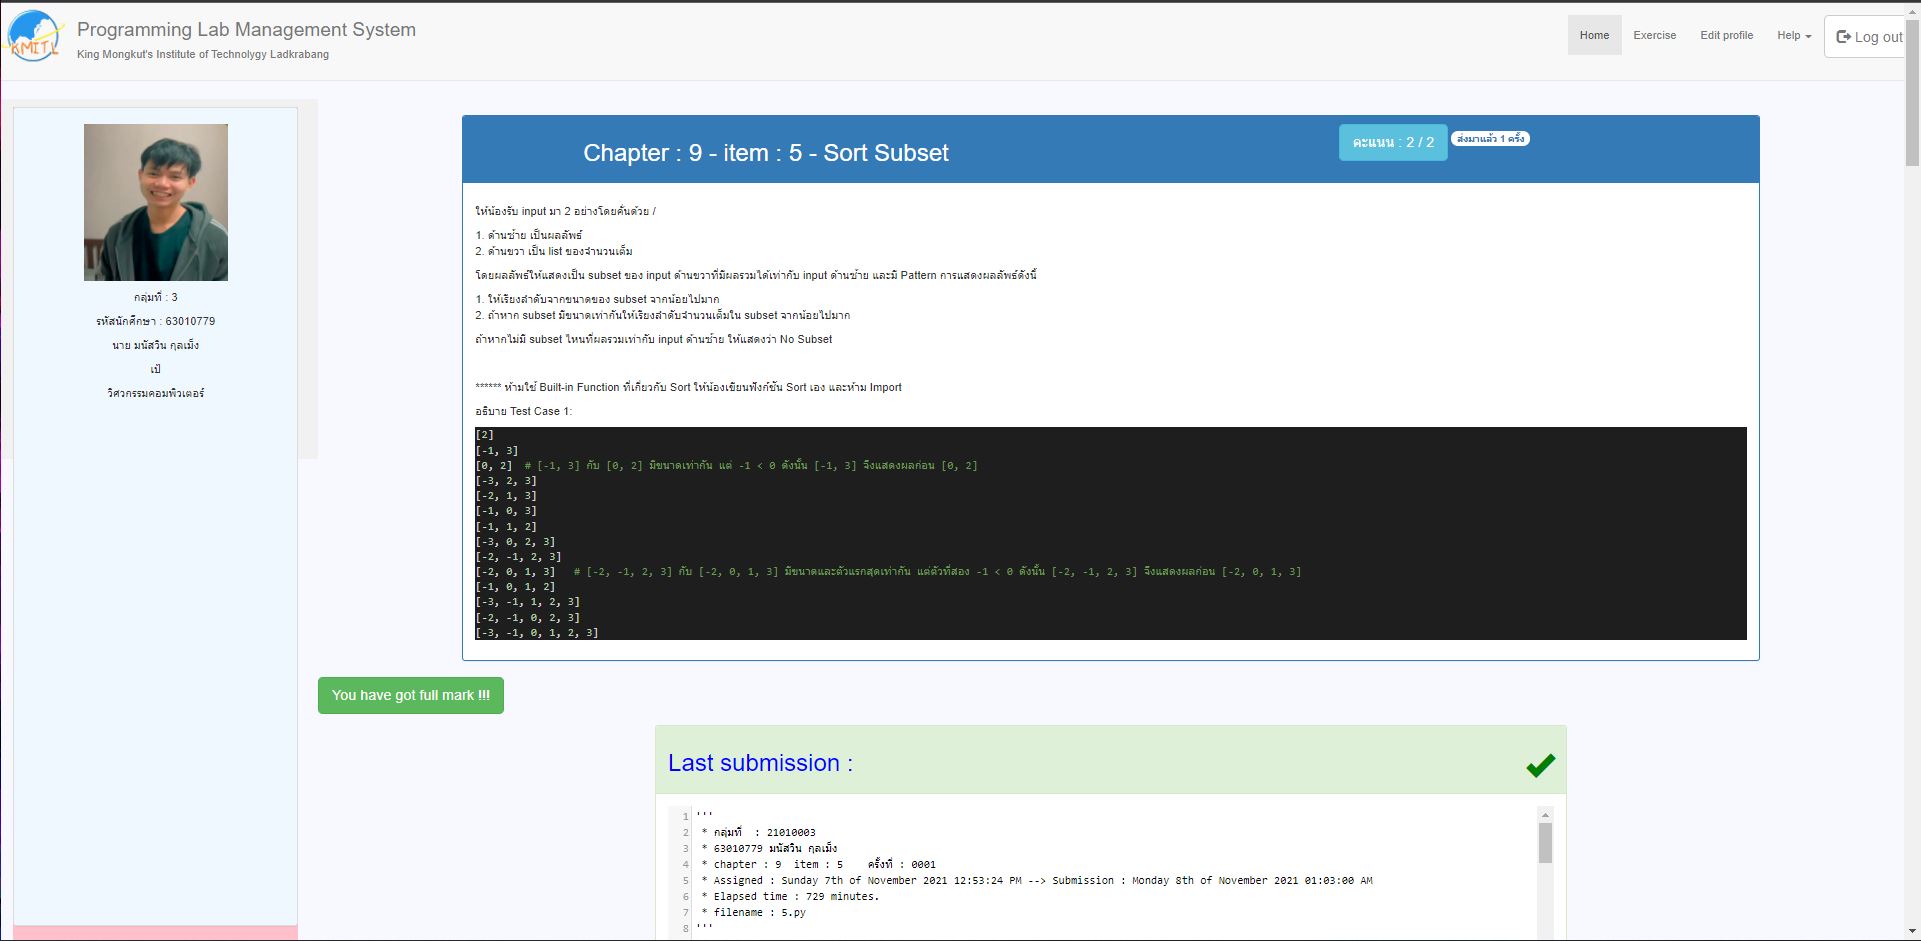 KMITL
Programming Lab Management System
King Mongkut's Institute of Technolygy Ladkrabang
Home
Exercise
Edit profile
Help
Log out
กลุ่มที่ : 3
รหัสนักศึกษา : 63010779
นาย มนัสวิน กุลเม็ง
เป้
วิศวกรรมคอมพิวเตอร์
Chapter : 9 - item : 5 - Sort Subset
คะแนน : 2 / 2
ส่งมาแล้ว 1 ครั้ง
ให้น้องรับ input มา 2 อย่างโดยคั่นด้วย /
1. ด้านซ้าย เป็นผลลัพธ์
2. ด้านขวา เป็น list ของจำนวนเต็ม
โดยผลลัพธ์ให้แสดงเป็น subset ของ input ด้านขวาที่มีผลรวมได้เท่ากับ input ด้านซ้าย และมี Pattern การแสดงผลลัพธ์ดังนี้
1. ให้เรียงลำดับจากขนาดของ subset จากน้อยไปมาก
2. ถ้าหาก subset มีขนาดเท่ากันให้เรียงลำดับจำนวนเต็มใน subset จากน้อยไปมาก
ถ้าหากไม่มี subset ไหนที่ผลรวมเท่ากับ input ด้านซ้าย ให้แสดงว่า No Subset
****** ห้ามใช้ Built-in Function ที่เกี่ยวกับ Sort ให้น้องเขียนฟังก์ชั่น Sort เอง และห้าม Import
อธิบาย Test Case 1:
[2]
[-1, 3]
[0, 2]  # [-1, 3] กับ [0, 2] มีขนาดเท่ากัน แต่ -1 < 0 ดังนั้น [-1, 3] จึงแสดงผลก่อน [0, 2]
[-3, 2, 3]
[-2, 1, 3]
[-1, 0, 3]
[-1, 1, 2]
[-3, 0, 2, 3]
[-2, -1, 2, 3]
[-2, 0, 1, 3]   # [-2, -1, 2, 3] กับ [-2, 0, 1, 3] มีขนาดและตัวแรกสุดเท่ากัน แต่ตัวที่สอง -1 < 0 ดังนั้น [-2, -1, 2, 3] จึงแสดงผลก่อน [-2, 0, 1, 3]
[-1, 0, 1, 2]
[-3, -1, 1, 2, 3]
[-2, -1, 0, 2, 3]
[-3, -1, 0, 1, 2, 3]
You have got full mark !!!
Last submission :
1 '''
2 * กลุ่มที่ : 21010003
3 * 63010779 มนัสวิน กุลเม็ง
4 * chapter : 9 item : 5 ครั้งที่ : 0001
5 * Assigned : Sunday 7th of November 2021 12:53:24 PM --> Submission : Monday 8th of November 2021 01:03:00 AM
6 * Elapsed time : 729 minutes.
7 * filename : 5.py
8 '''